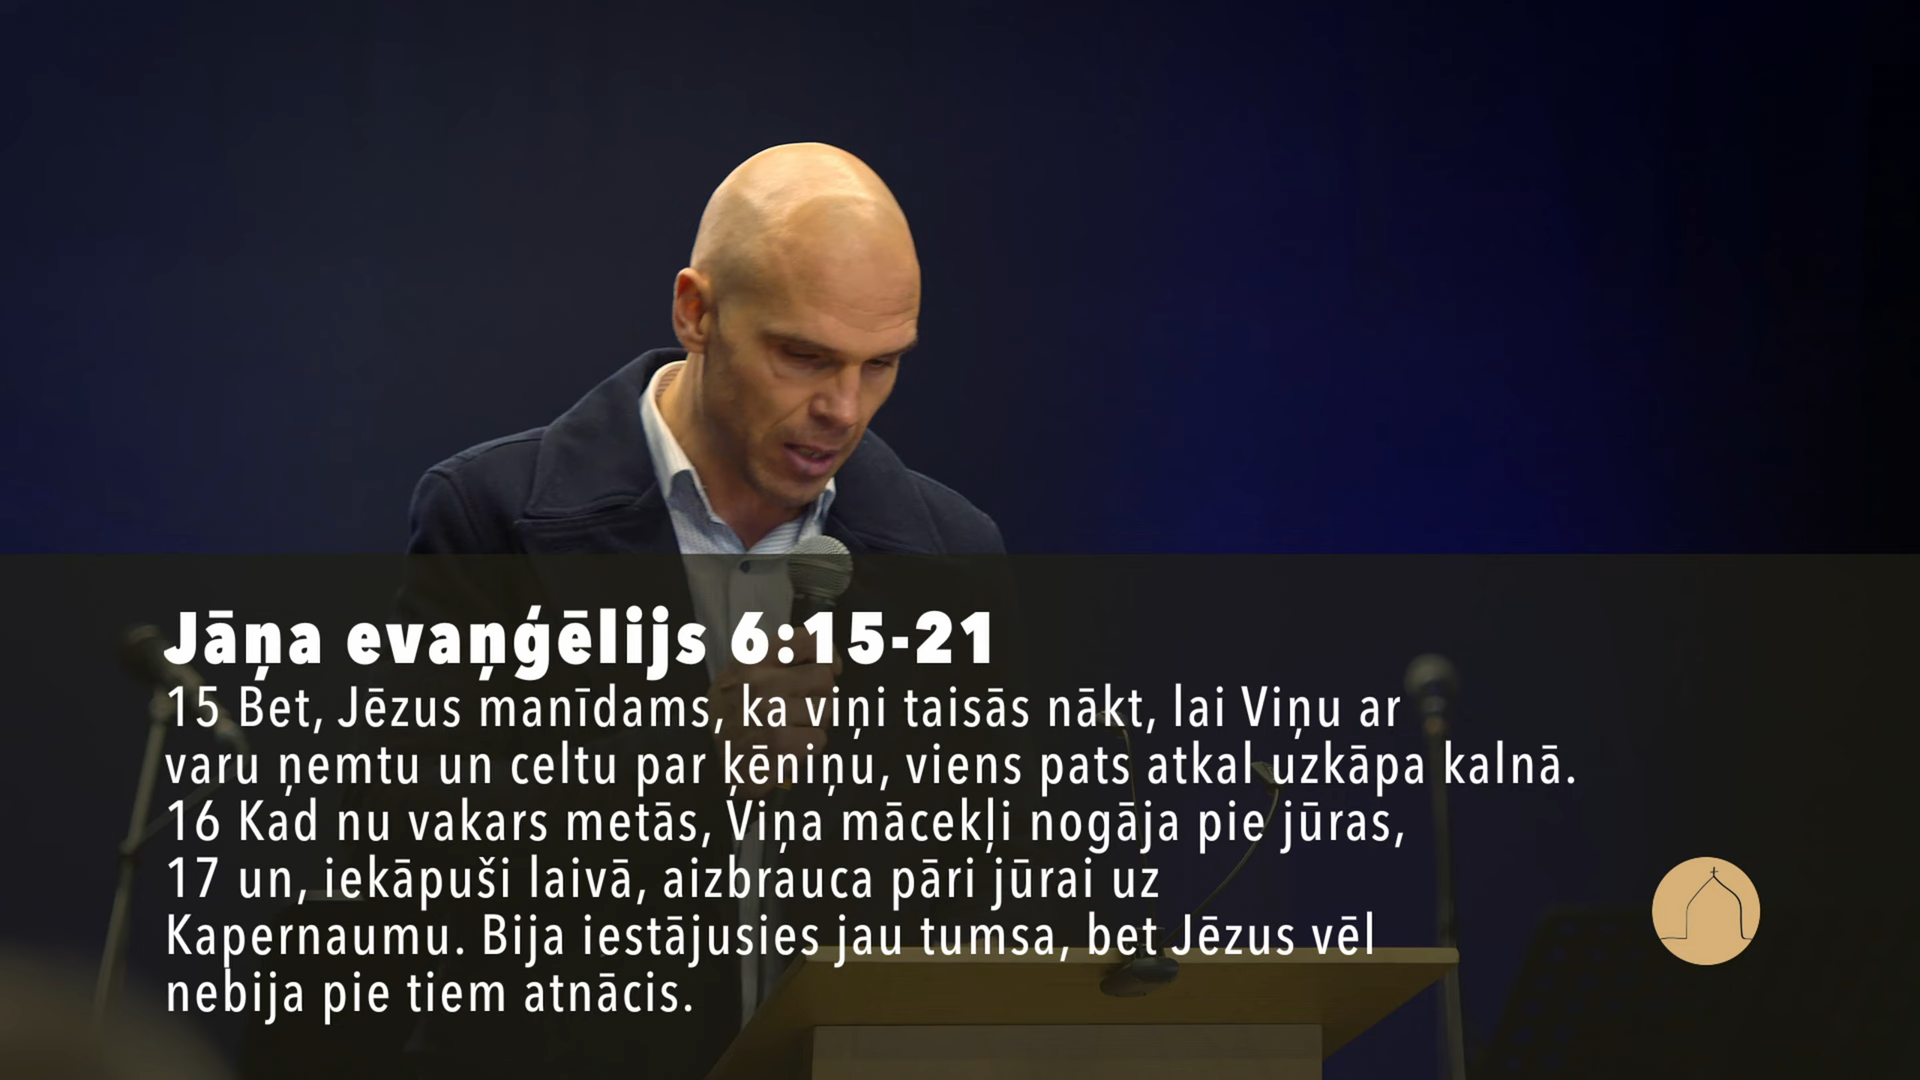 Jāņa evaņģēlijs 6:15-21
15 Bet, Jēzus manīdams, ka viņi taisās nākt, lai Viņu ar
varu ņemtu un celtu par ķēniņu, viens pats atkal uzkāpa kalnā.
16 Kad nu vakars metās, Viņa mācekļi nogāja pie jūras,
17 un, iekāpuši laivā, aizbrauca pāri jūrai uz
Kapernaumu. Bija iestājusies jau tumsa, bet Jēzus vēl
nebija pie tiem atnācis.